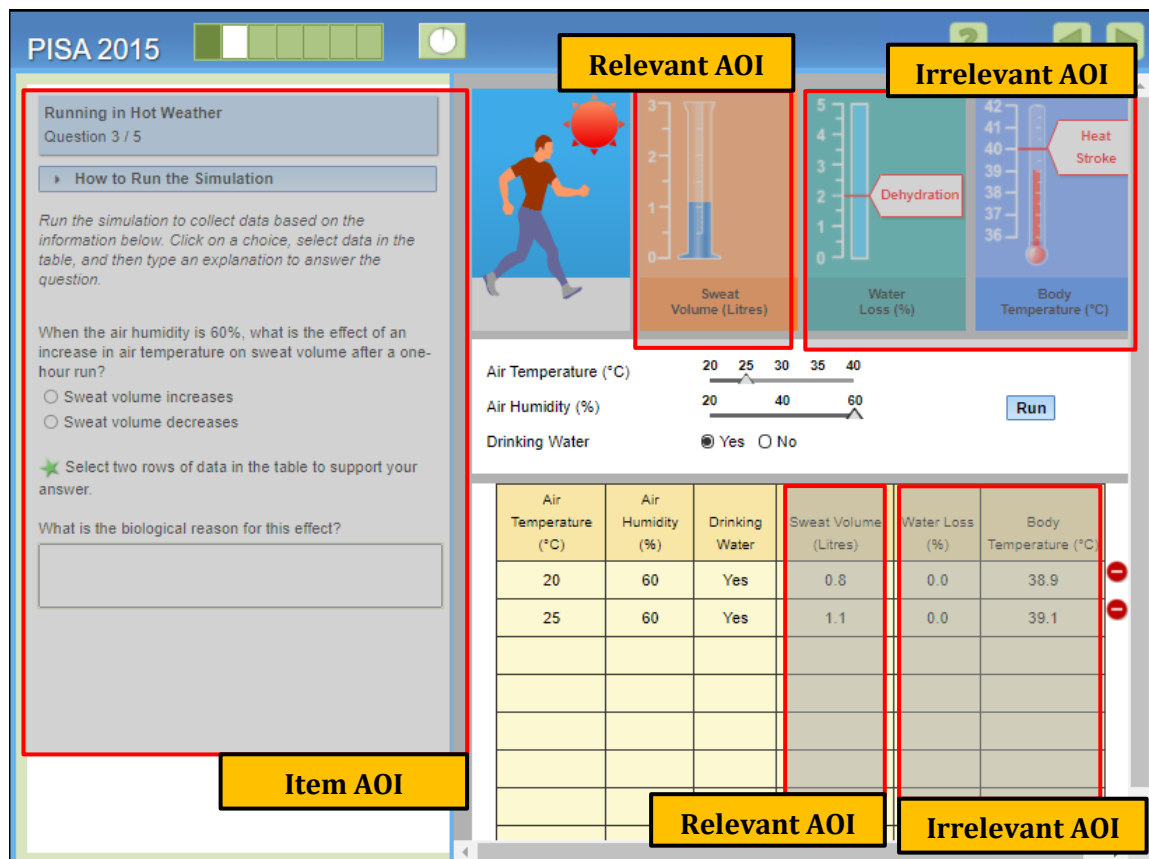 PISA 2015
?
Relevant AOI
Irrelevant AOI
Running in Hot Weather
Question 3 / 5
How to Run the Simulation
Run the simulation to collect data based on the
information below. Click on a choice, select data in the
table, and then type an explanation to answer the
question.
When the air humidity is 60%, what is the effect of an
increase in air temperature on sweat volume after a one-
hour run?
Sweat volume increases
Sweat volume decreases
Select two rows of data in the table to support your
answer.
What is the biological reason for this effect?
Item AOI
3
2
1
0
Sweat
Volume (Litres)
5
4
3
2
1
0
Dehydration
Water
Loss (%)
42
41
40
39
38
37
36
Heat
Stroke
Body
Temperature (°C)
Air Temperature (°C) 20 25 30 35 40
Air Humidity (%) 20 40 60
Run
Drinking Water Yes No
Air Temperature (°C) Air Humidity (%) Drinking Water Sweat Volume (Litres) Water Loss (%) Body Temperature (°C)
20 60 Yes 0.8 0.0 38.9
25 60 Yes 1.1 0.0 39.1
Relevant AOI
Irrelevant AOI